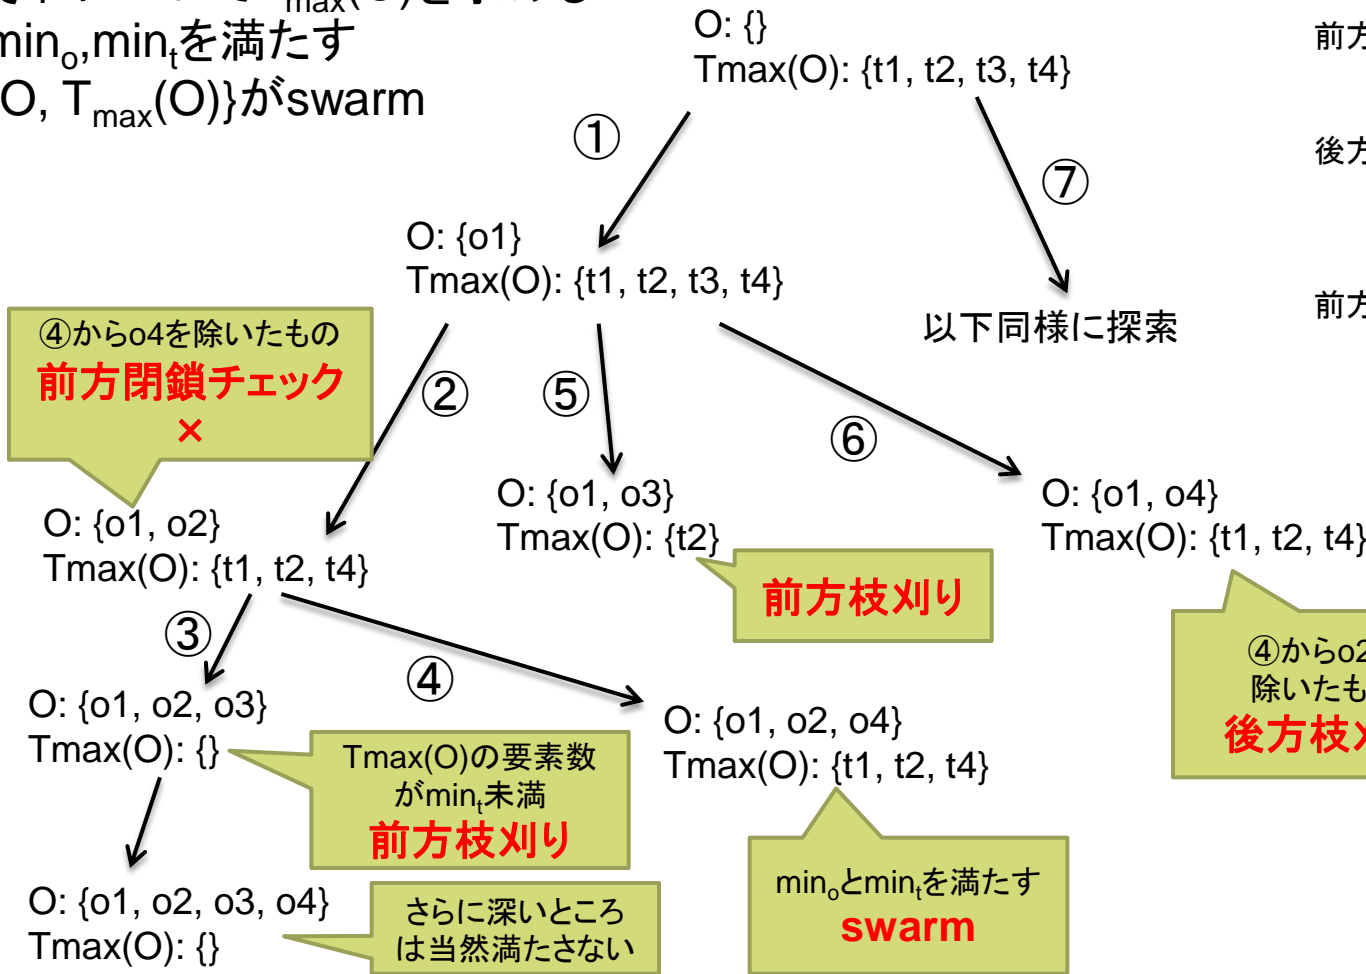 max
min_o,min_tを満たす
O, T_max(O)}がswarm
O: {}
Tmax(O): {t1, t2, t3, t4}
前方
後方
前方
①
⑦
O: {o1}
Tmax(O): {t1, t2, t3, t4}
以下同様に探索
④からo4を除いたもの
前方閉鎖チェック
×
②
⑤
⑥
O: {o1, o2}
Tmax(O): {t1, t2, t4}
O: {o1, o3}
Tmax(O): {t2}
前方枝刈り
O: {o1, o4}
Tmax(O): {t1, t2, t4}
④からo2
除いたも
後方枝
③
④
O: {o1, o2, o3}
Tmax(O): {}
Tmax(O)の要素数
がmin_t未満
前方枝刈り
O: {o1, o2, o4}
Tmax(O): {t1, t2, t4}
min_oとmin_tを満たす
swarm
O: {o1, o2, o3, o4}
Tmax(O): {}
さらに深いところ
は当然満たさない